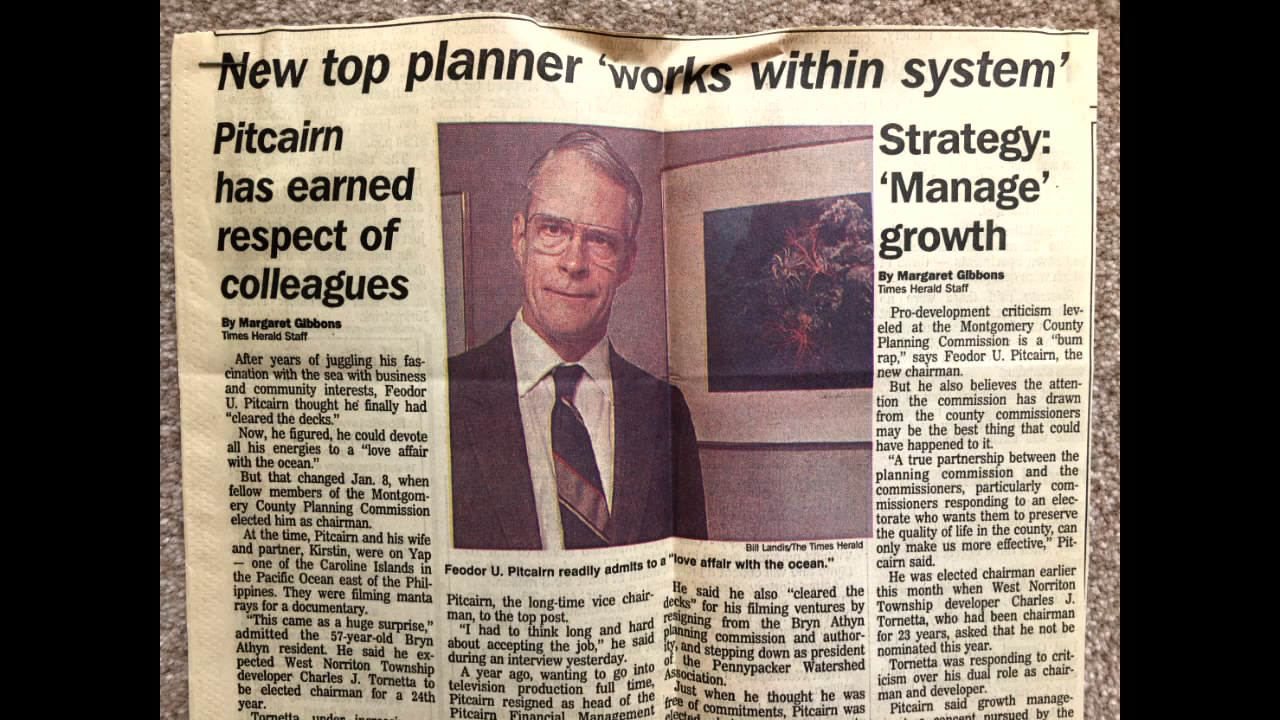 New top planner 'works within system'
Pitcairn
has earned
respect of
colleagues
By Margaret Gibbons
Times Herald Staff
After years of juggling his fas-
cination with the sea with business
and community interests, Feodor
U. Pitcairn thought he finally had
"cleared the decks."
Now, he figured, he could devote
all his energies to a "love affair
with the ocean."
But that changed Jan. 8, when
fellow members of the Montgom-
ery County Planning Commission
elected him as chairman.
At the time, Pitcairn and his wife
and partner, Kirstin, were on Yap
— one of the Caroline Islands in
the Pacific Ocean east of the Phil-
ippines. They were filming manta
rays for a documentary.
"This came as a huge surprise,"
admitted the 57-year-old Bryn
Athyn resident. He said he ex-
pected West Norriton Township
developer Charles J. Tornetta to
be elected chairman for a 24th
year.
Tornetta, under
Bill Landis/The Times Herald
Feodor U. Pitcairn readily admits to a "love affair with the ocean."
Pitcairn, the long-time vice chair-
man, to the top post.
"I had to think long and hard
about accepting the job," he said
during an interview yesterday.
A year ago, wanting to go into
television production full time,
Pitcairn resigned as head of the
Pitcairn Financial Management
He said he also "cleared the
decks" for his filming ventures by
resigning from the Bryn Athyn
planning commission and author-
ity, and stepping down as president
of the Pennypacker Watershed
Association.
Just when he thought he was
free of commitments, Pitcairn was
elected
Strategy:
'Manage'
growth
By Margaret Gibbons
Times Herald Staff
Pro-development criticism lev-
eled at the Montgomery County
Planning Commission is a "bum
rap," says Feodor U. Pitcairn, the
new chairman.
But he also believes the atten-
tion the commission has drawn
from the county commissioners
may be the best thing that could
have happened to it.
"A true partnership between the
planning commission and the
commissioners, particularly com-
missioners responding to an elec-
torate who wants them to preserve
the quality of life in the county, can
only make us more effective," Pit-
cairn said.
He was elected chairman earlier
this month when West Norriton
Township developer Charles J.
Tornetta, who had been chairman
for 23 years, asked that he not be
nominated this year.
Tornetta was responding to crit-
icism over his dual role as chair-
man and developer.
Pitcairn said growth manage-
concept pursued by the